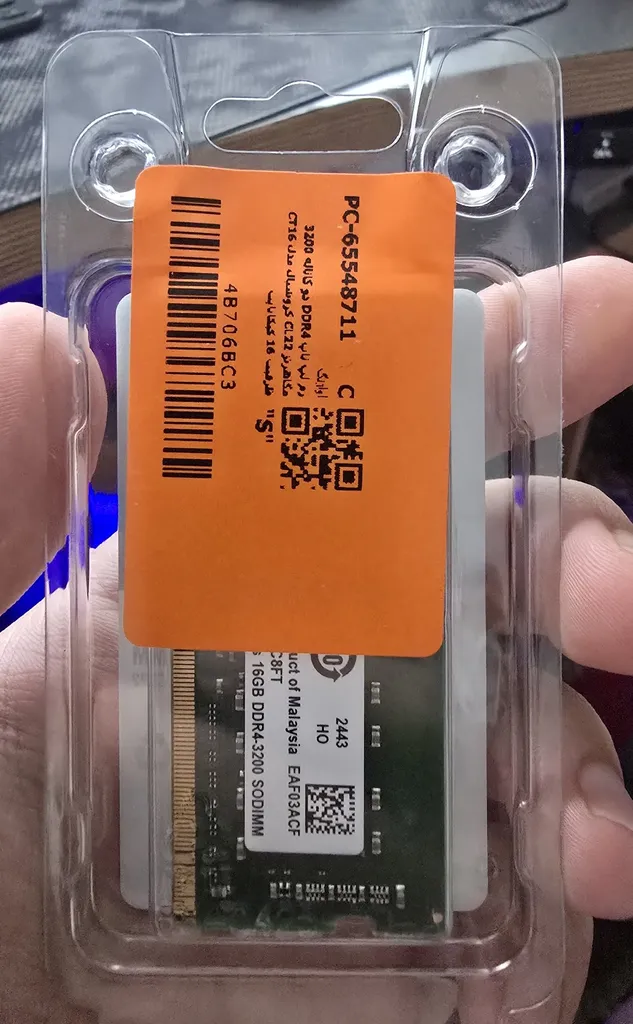 PC-65548711 C
رم لپ تاپ DDR4 دو کاناله 3200
مگاهرتز CL22 کروشیال مدل CT16
ظرفیت 16 گیگابایت
"S"
4B706BC3
2443
HO
uct of Malaysia EAF03ACF
C8FT
16GB DDR4-3200 SODIMM